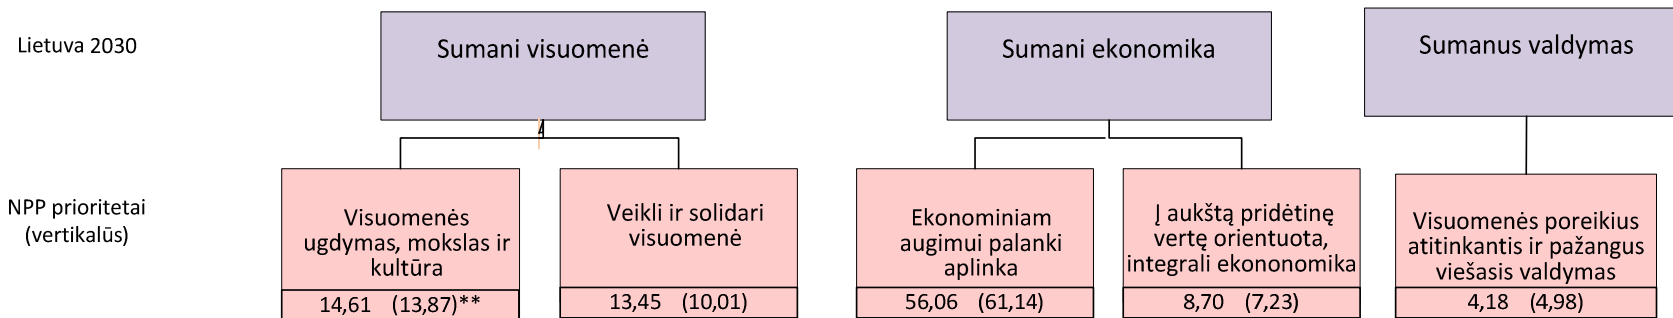 Lietuva 2030
Sumani visuomenė
Sumani ekonomika
Sumanus valdymas
NPP prioritetai
(vertikalūs)
Visuomenės
ugdymas, mokslas ir
kultūra
14,61 (13,87)**
Veikli ir solidari
visuomenė
13,45 (10,01)
Ekonominiam
augimui palanki
aplinka
56,06 (61,14)
Į aukštą pridėtinę
vertę orientuota,
integrali ekononomika
8,70 (7,23)
Visuomenės poreikius
atitinkantis ir pažangus
viešasis valdymas
4,18 (4,98)